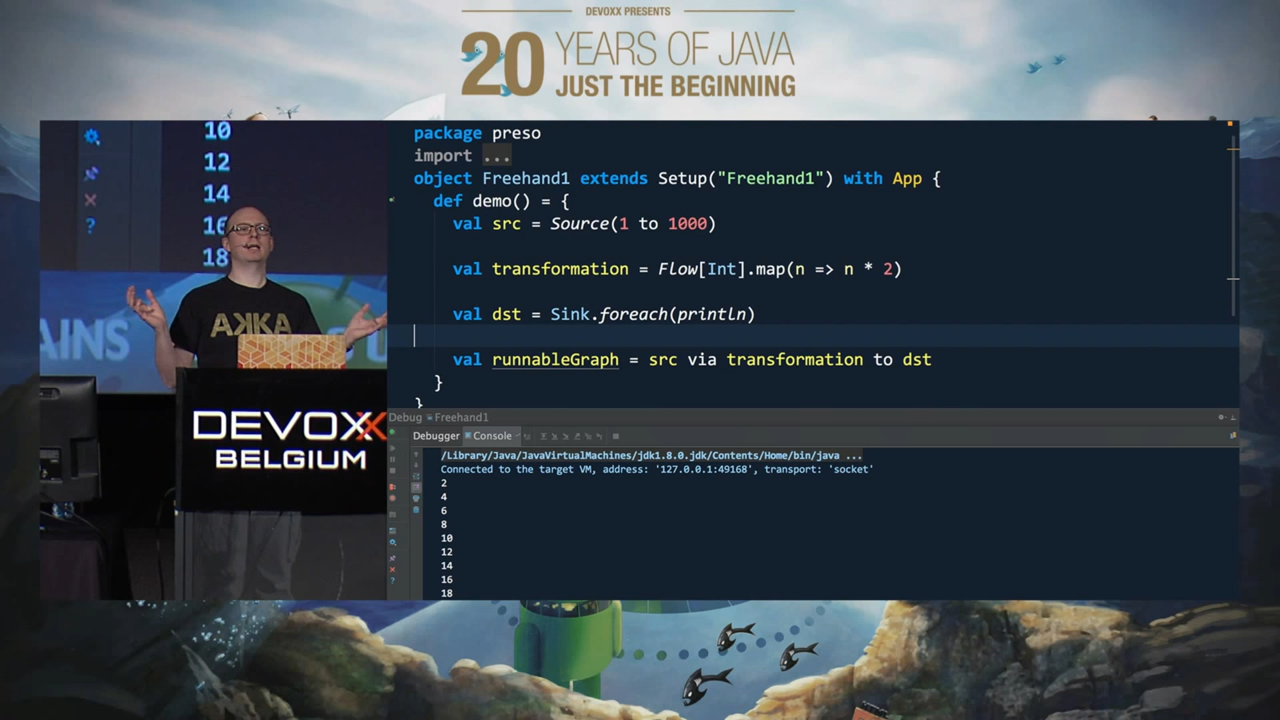 DEVOXX PRESENTS
20 YEARS OF JAVA
JUST THE BEGINNING
10
12
14
16
18
AINS
AKKA
DEVOXX
BELGIUM
package preso
import ...
object Freehand1 extends Setup("Freehand1") with App {
def demo() = {
val src = Source(1 to 1000)
val transformation = Flow[Int].map(n => n * 2)
val dst = Sink.foreach(println)
val runnableGraph = src via transformation to dst
}
}
Debug Freehand1
Debugger Console
/Library/Java/JavaVirtualMachines/jdk1.8.0.jdk/Contents/Home/bin/java ...
Connected to the target VM, address: '127.0.0.1:49168', transport: 'socket'
2
4
6
8
10
12
14
16
18